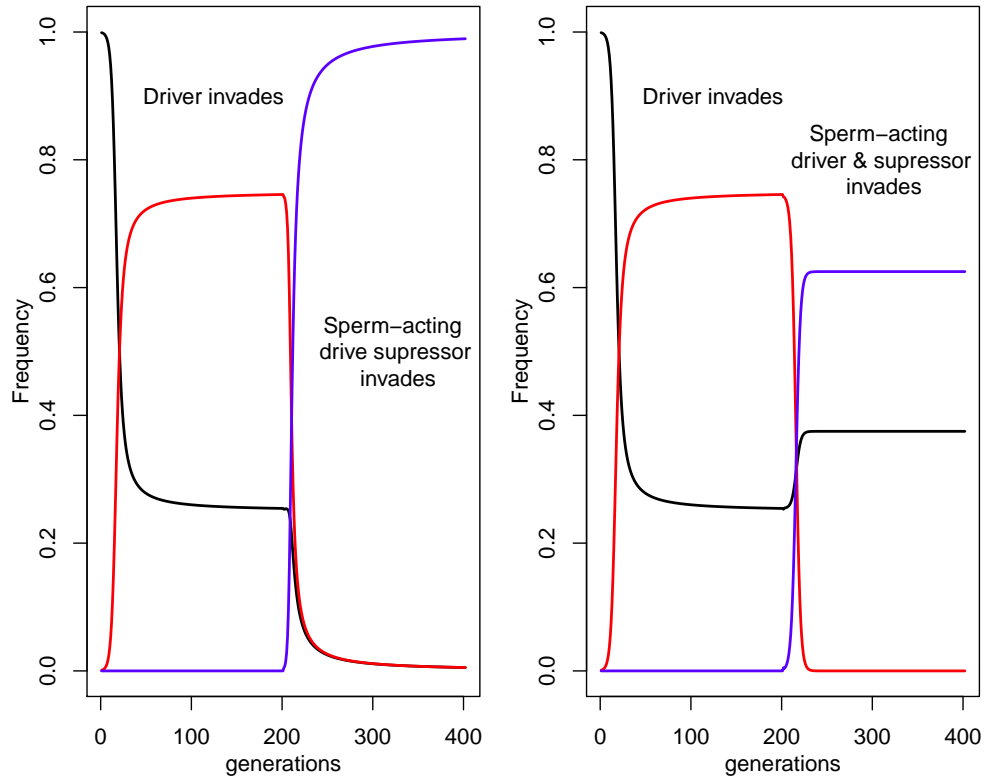 Driver invades
Sperm−acting
drive supressor
invades
Frequency
0.0 0.2 0.4 0.6 0.8 1.0
0 100 200 300 400
generations
Driver invades
Sperm−acting
driver & supressor
invades
Frequency
0.0 0.2 0.4 0.6 0.8 1.0
0 100 200 300 400
generations